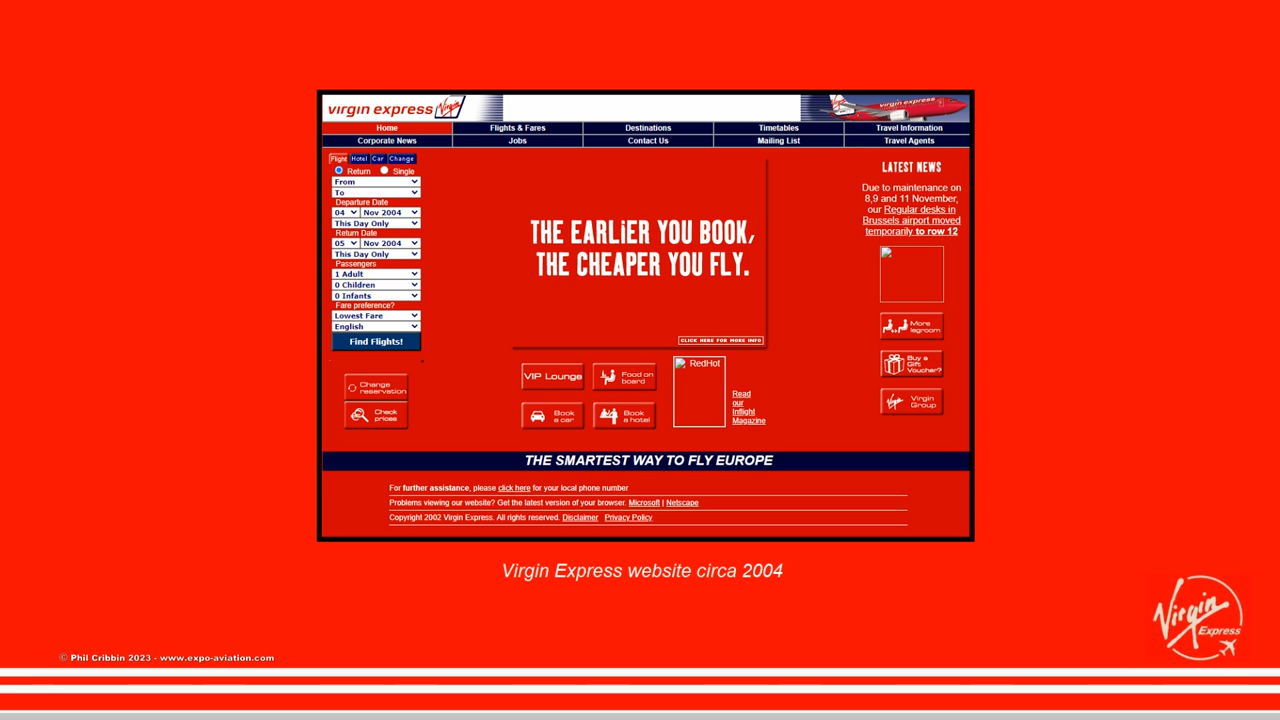 virgin express
Virgin
virgin express
Home
Flights & Fares
Destinations
Timetables
Travel Information
Corporate News
Jobs
Contact Us
Mailing List
Travel Agents
Flight Hotel Car Change
Return Single
From
To
Departure Date
04 Nov 2004
This Day Only
Return Date
05 Nov 2004
This Day Only
Passengers
1 Adult
0 Children
0 Infants
Fare preference?
Lowest Fare
English
Find Flights!
Change
reservation
Check
prices
THE EARLiER YOU BOOK,
THE CHEAPER YOU FLY.
CLICK HERE FOR MORE INFO
VIP Lounge
Food on
board
Book
a car
Book
a hotel
RedHot
Read
our
Inflight
Magazine
LATEST NEWS
Due to maintenance on
8,9 and 11 November,
our Regular desks in
Brussels airport moved
temporarily to row 12
More
legroom
Buy a
Gift
Voucher?
Virgin
Virgin
Group
THE SMARTEST WAY TO FLY EUROPE
For further assistance, please click here for your local phone number
Problems viewing our website? Get the latest version of your browser. Microsoft | Netscape
Copyright 2002 Virgin Express. All rights reserved. Disclaimer Privacy Policy
Virgin Express website circa 2004
Virgin
Express
© Phil Cribbin 2023 - www.expo-aviation.com